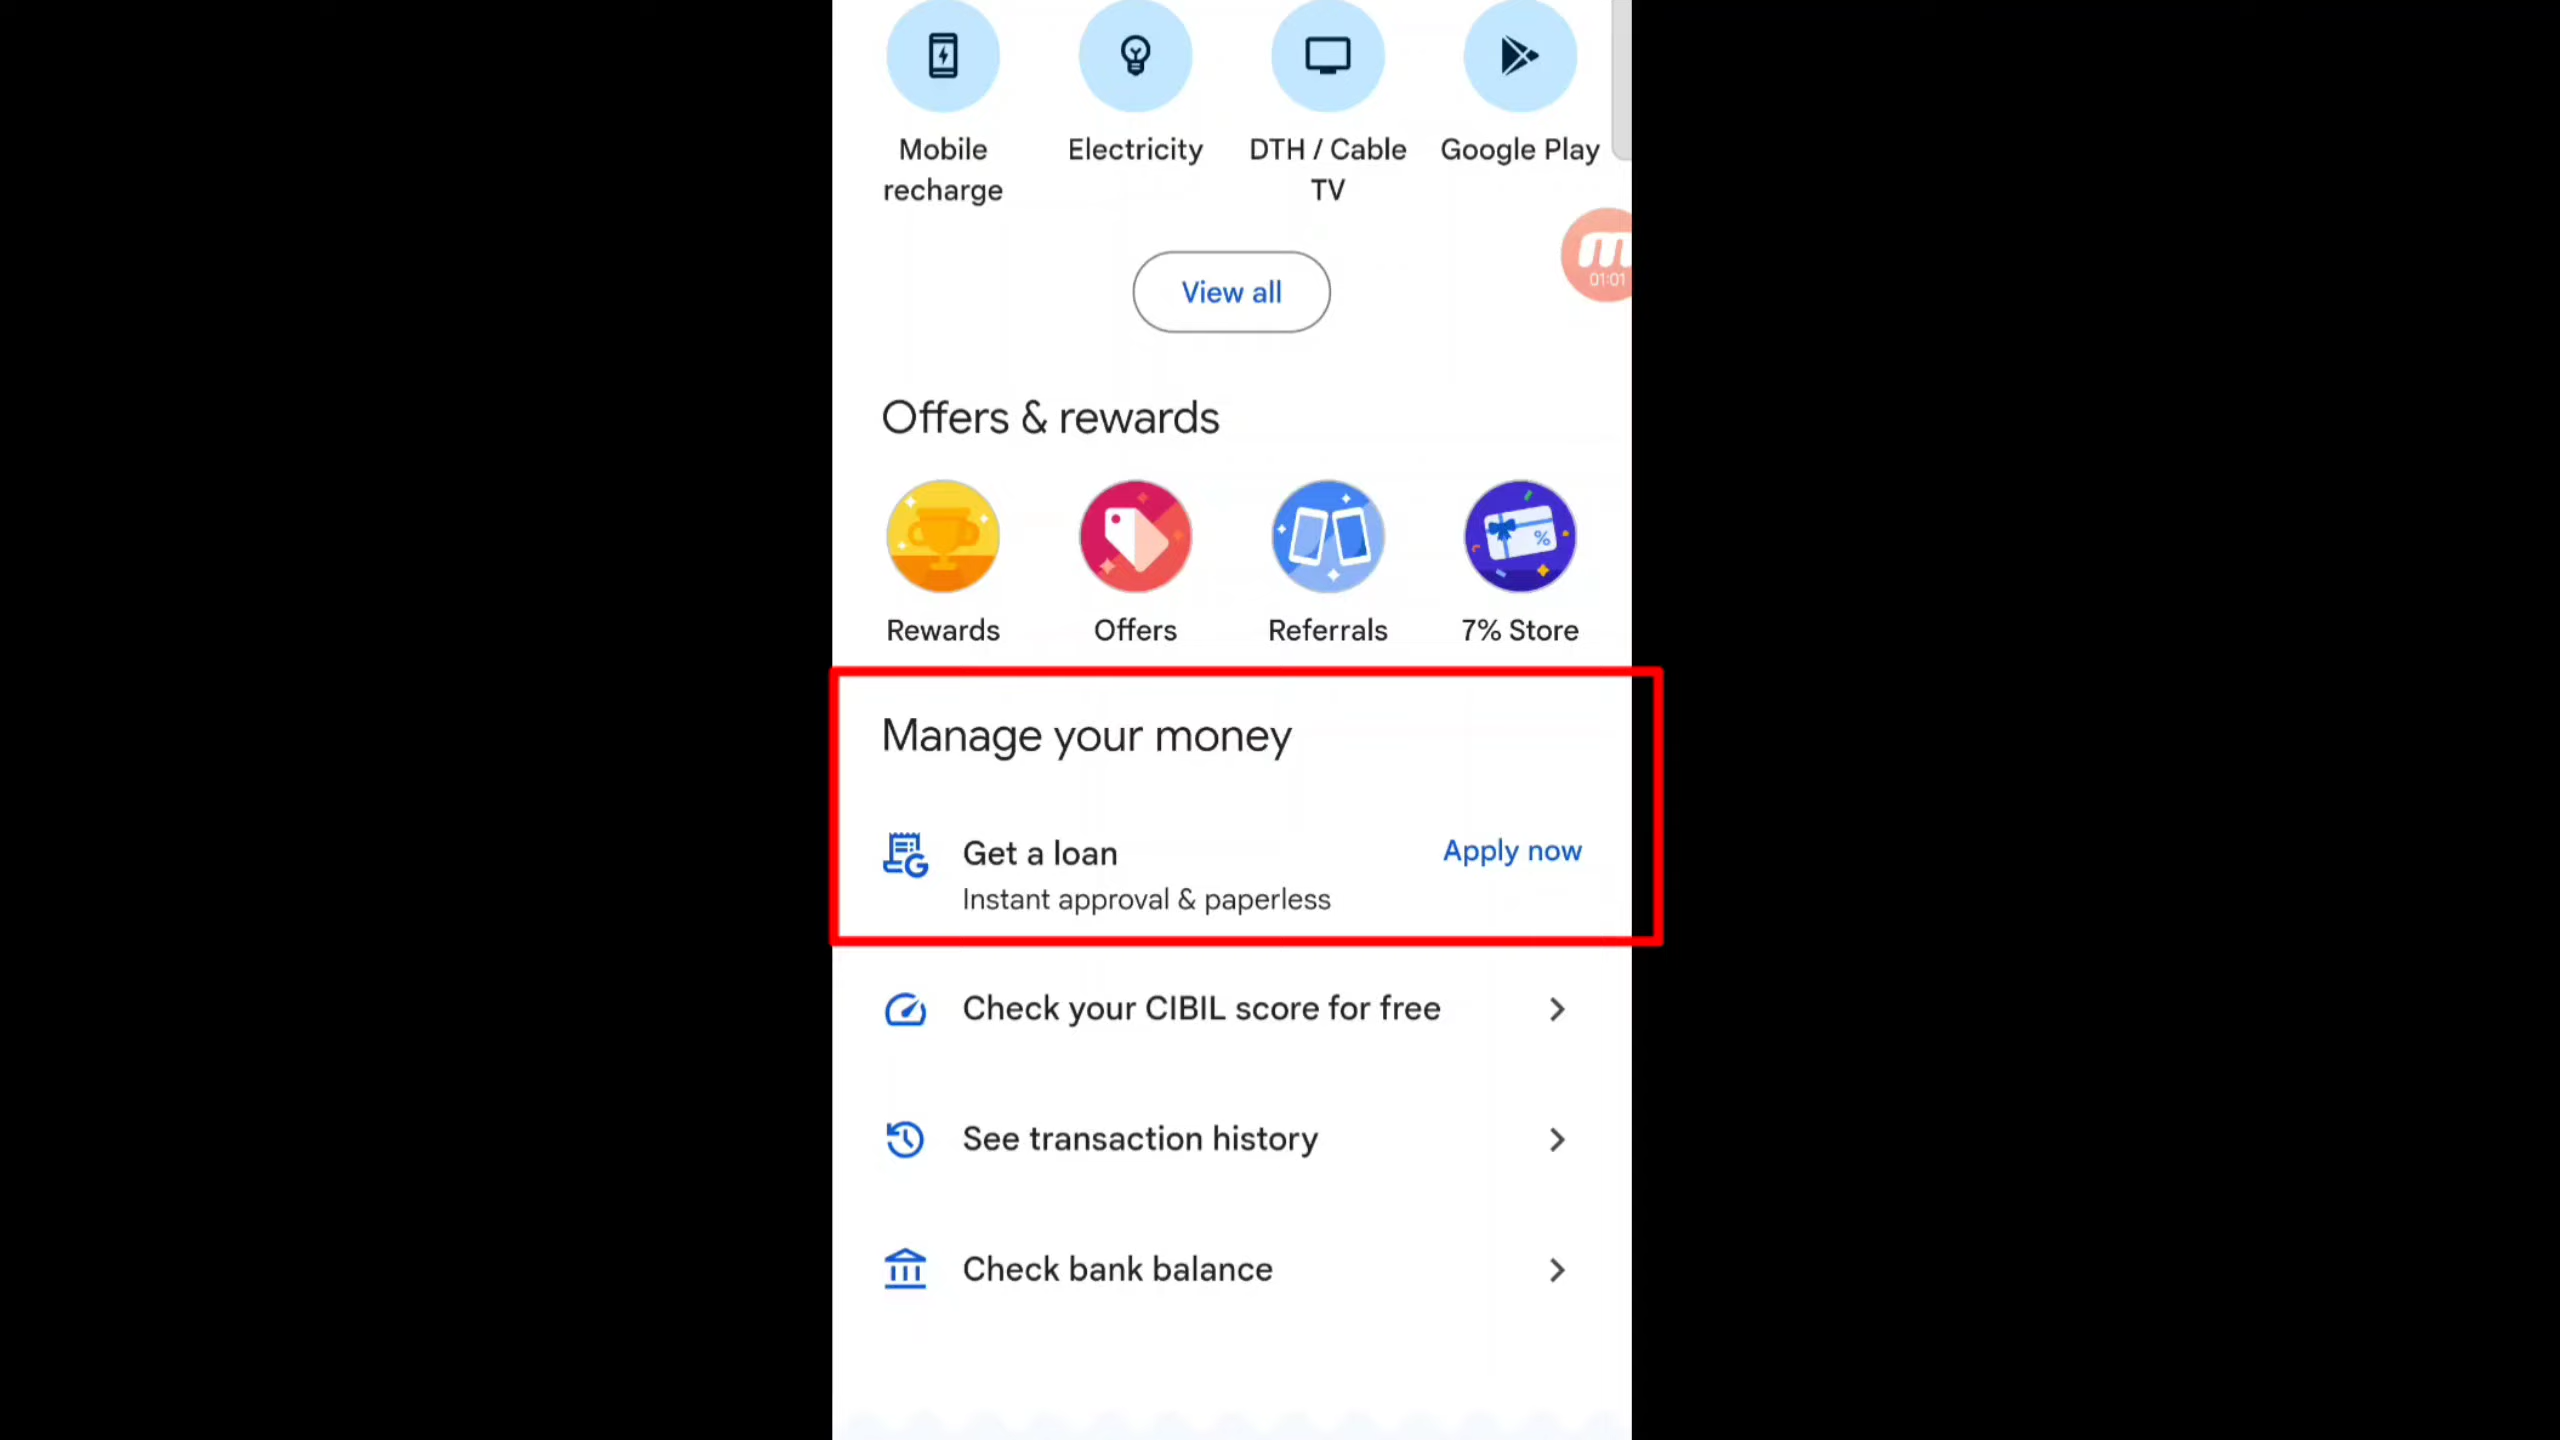 Mobile
recharge
Electricity
DTH / Cable
TV
Google Play
01:01
View all
Offers & rewards
%
Rewards
Offers
Referrals
7% Store
Manage your money
Get a loan
Apply now
Instant approval & paperless
Check your CIBIL score for free
See transaction history
Check bank balance